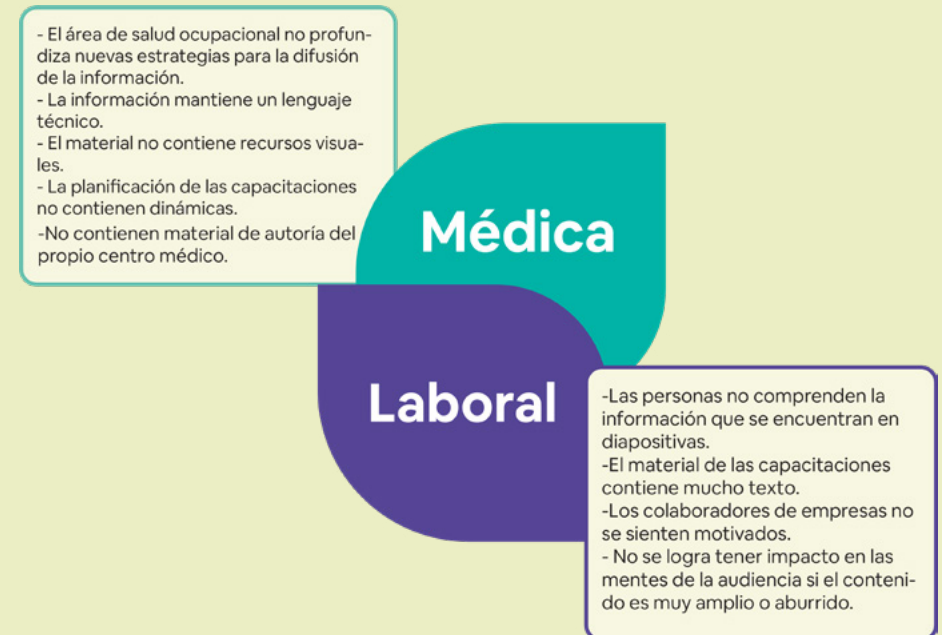 - El área de salud ocupacional no profun-
diza nuevas estrategias para la difusión
de la información.
- La información mantiene un lenguaje
técnico.
- El material no contiene recursos visua-
les.
- La planificación de las capacitaciones
no contienen dinámicas.
-No contienen material de autoría del
propio centro médico.
Médica
Laboral
-Las personas no comprenden la
información que se encuentran en
diapositivas.
-El material de las capacitaciones
contiene mucho texto.
-Los colaboradores de empresas no
se sienten motivados.
- No se logra tener impacto en las
mentes de la audiencia si el conteni-
do es muy amplio o aburrido.